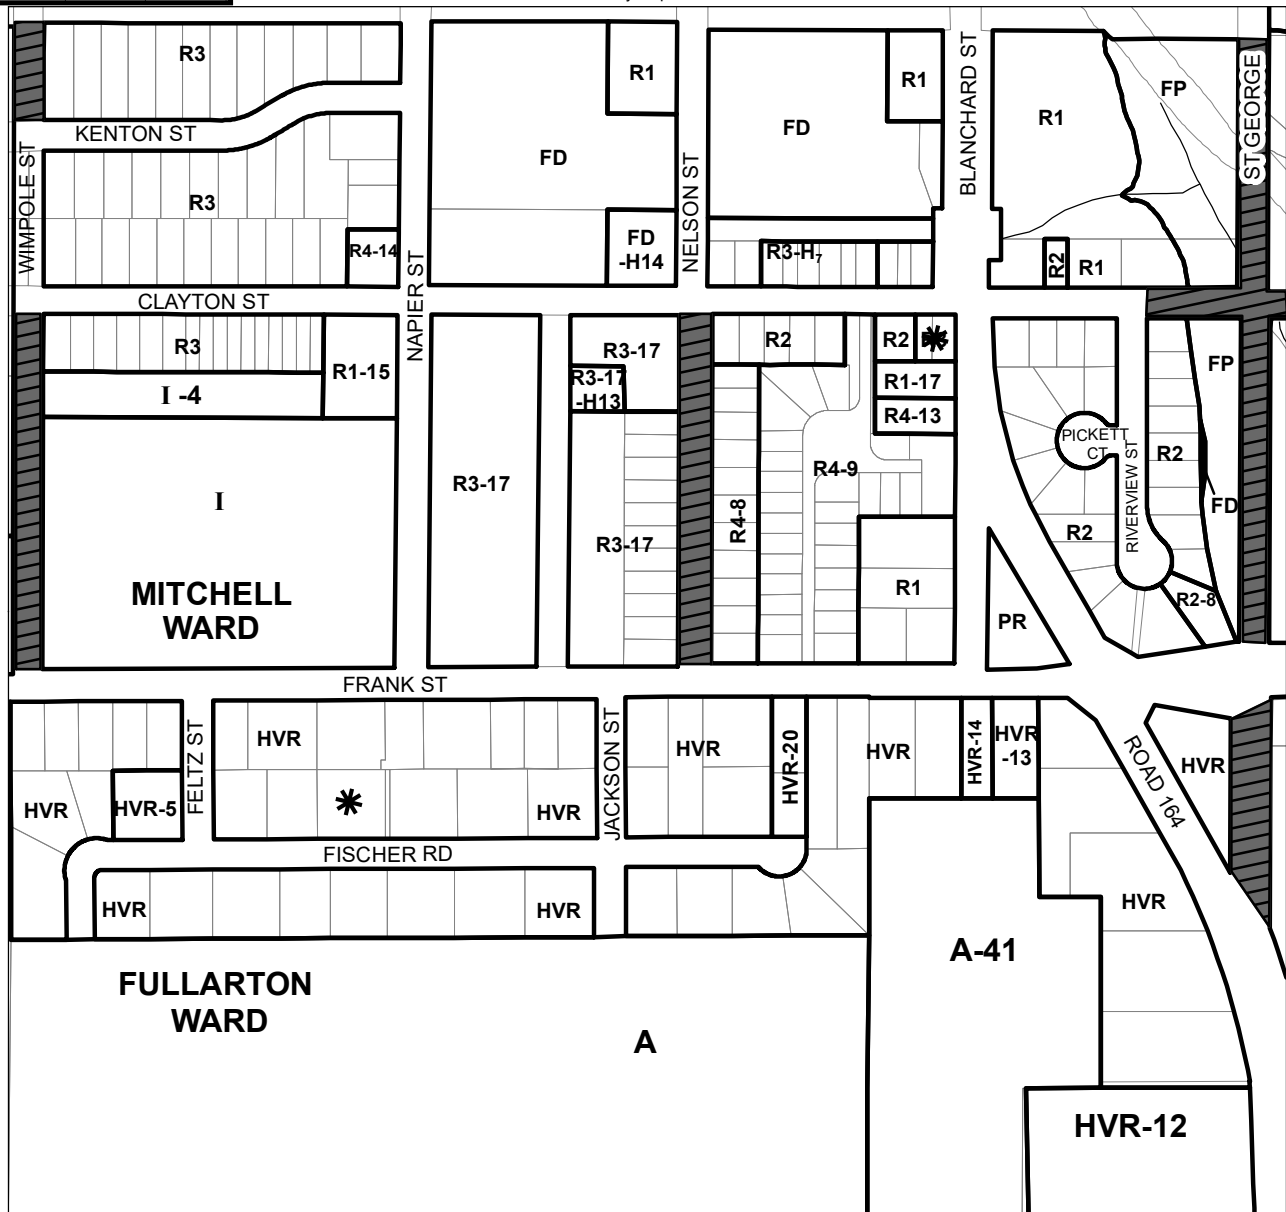 R3
R1
R1
FP
KENTON ST
FD
FD
R1
BLANCHARD ST
ST GEORGE
WIMPOLE ST
R3
NELSON ST
R4-14
FD
-H14
R3-H7
R2
R1
CLAYTON ST
NAPIER ST
R3
R1-15
I -4
R3-17
R3-17
-H13
R2
R2
R1-17
R4-13
FP
PICKETT
CT
RIVERVIEW ST
R2
FD
I
R3-17
R3-17
R4-8
R4-9
R1
R2
R2-8
PR
MITCHELL
WARD
FRANK ST
FELTZ ST
HVR
JACKSON ST
HVR
HVR-20
HVR
HVR-14
HVR
-13
ROAD 164
HVR
HVR
HVR-5
HVR
FISCHER RD
HVR
HVR
HVR
FULLARTON
WARD
A
A-41
HVR-12